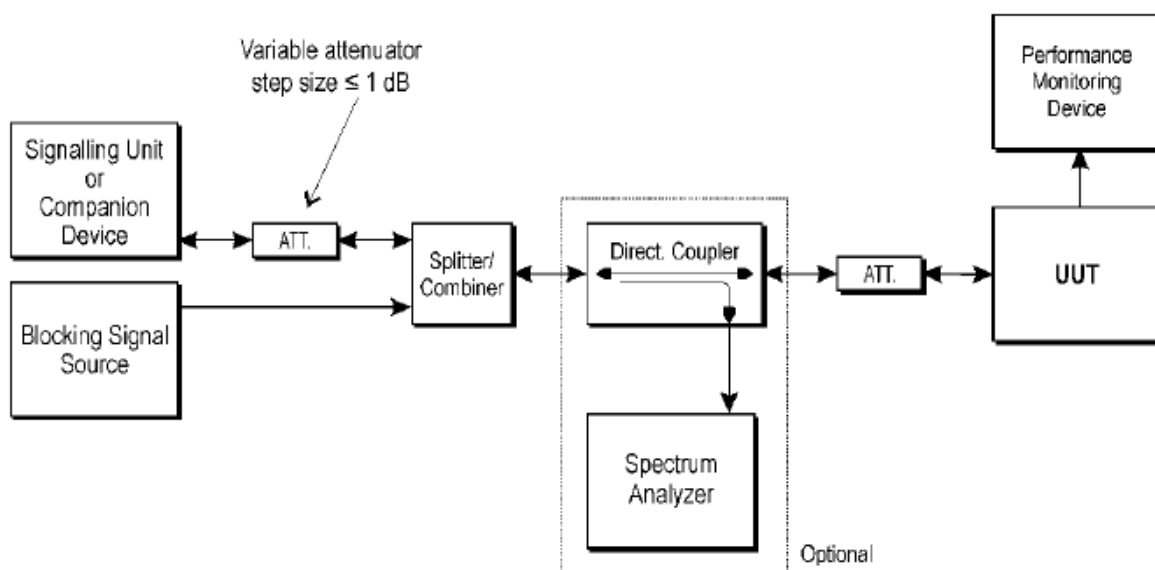 Variable attenuator
step size ≤ 1 dB
Performance
Monitoring
Device
Signalling Unit
or
Companion
Device
ATT.
Splitter/
Combiner
Direct. Coupler
ATT.
UUT
Blocking Signal
Source
Spectrum
Analyzer
Optional